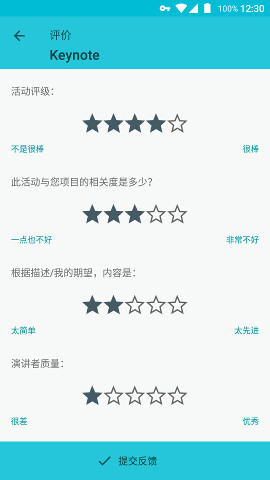 100% 12:30
评价
Keynote
活动评级：
不是很棒 很棒
此活动与您项目的相关度是多少？
一点也不好 非常不好
根据描述/我的期望，内容是：
太简单 太先进
演讲者质量：
很差 优秀
提交反馈